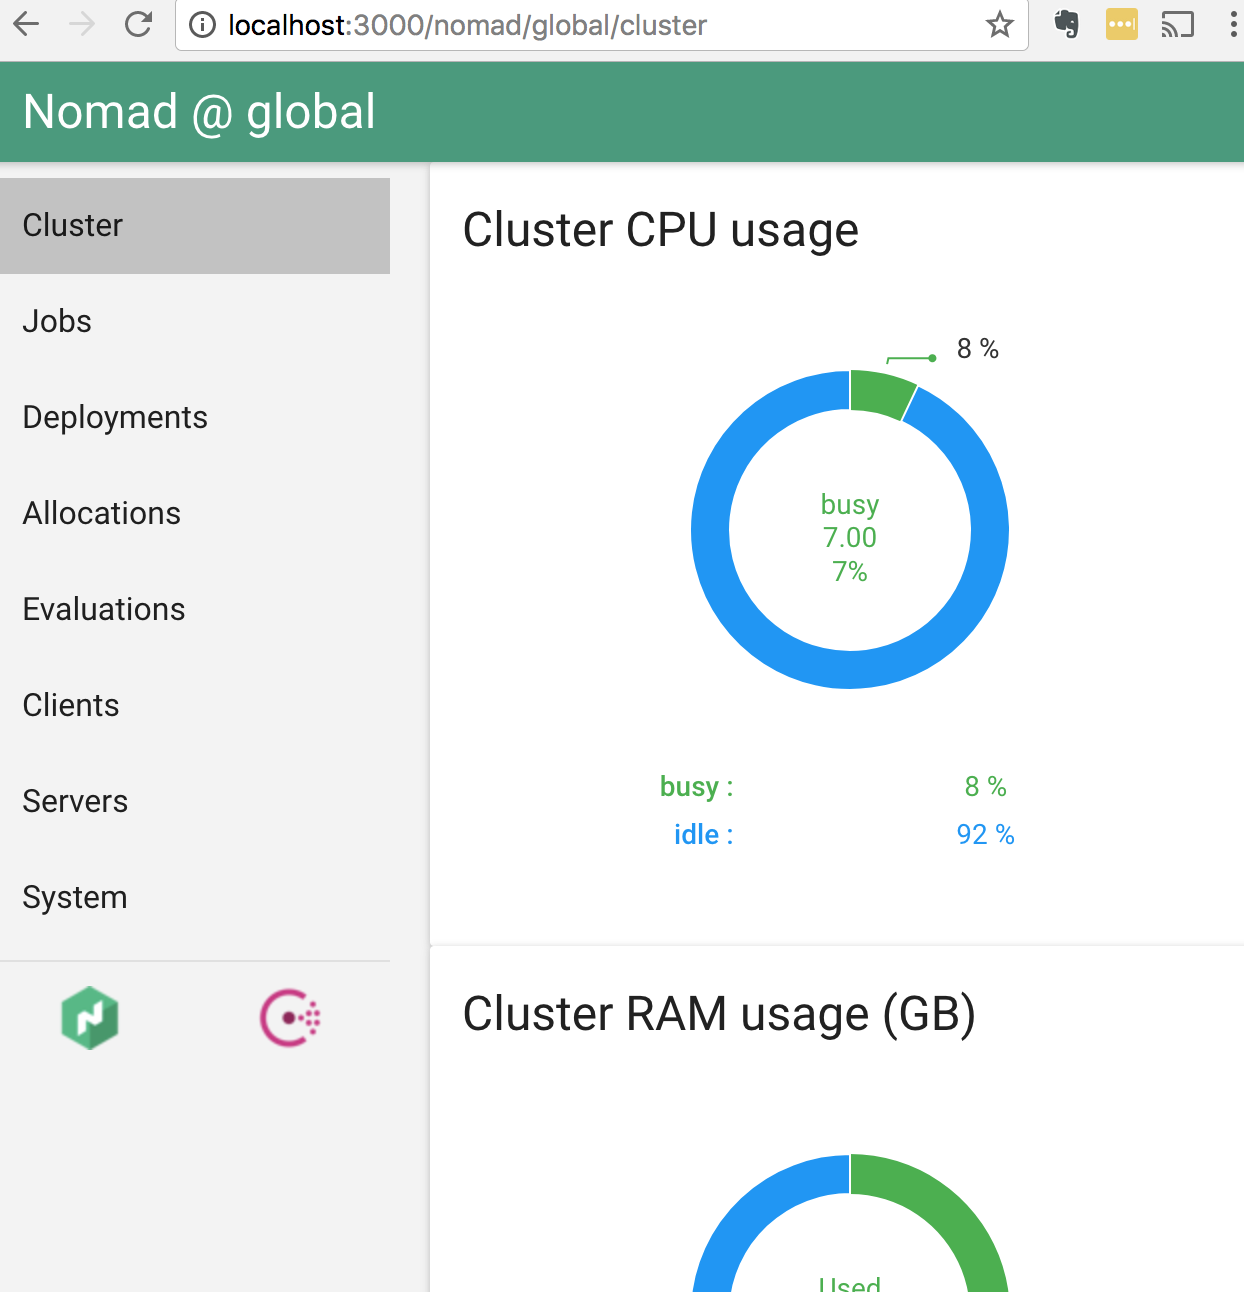 localhost:3000/nomad/global/cluster
Nomad @ global
Cluster
Jobs
Deployments
Allocations
Evaluations
Clients
Servers
System
Cluster CPU usage
8 %
busy
7.00
7%
busy : 8 %
idle : 92 %
Cluster RAM usage (GB)
Used